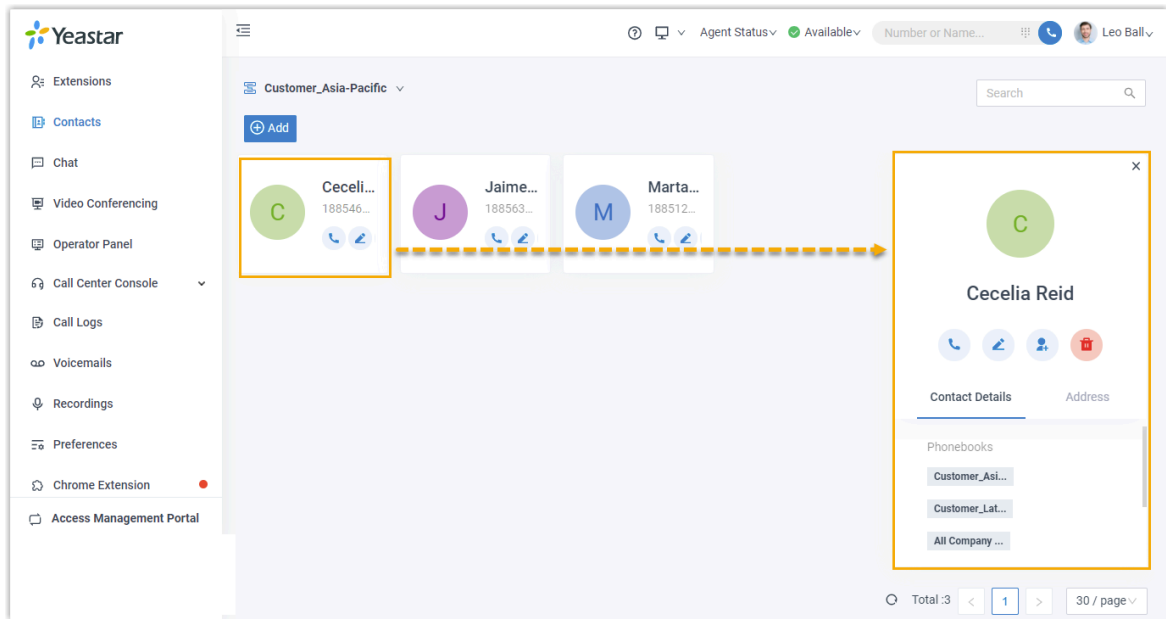 Yeastar
Agent Status
Available
Number or Name...
Leo Ball
Extensions
Contacts
Chat
Video Conferencing
Operator Panel
Call Center Console
Call Logs
Voicemails
Recordings
Preferences
Chrome Extension
Access Management Portal
Customer_Asia-Pacific
Search
Add
C
Ceceli...
188546...
J
Jaime...
188563...
M
Marta...
188512...
C
Cecelia Reid
Contact Details
Address
Phonebooks
Customer_Asi...
Customer_Lat...
All Company ...
Total :3
1
30 / page